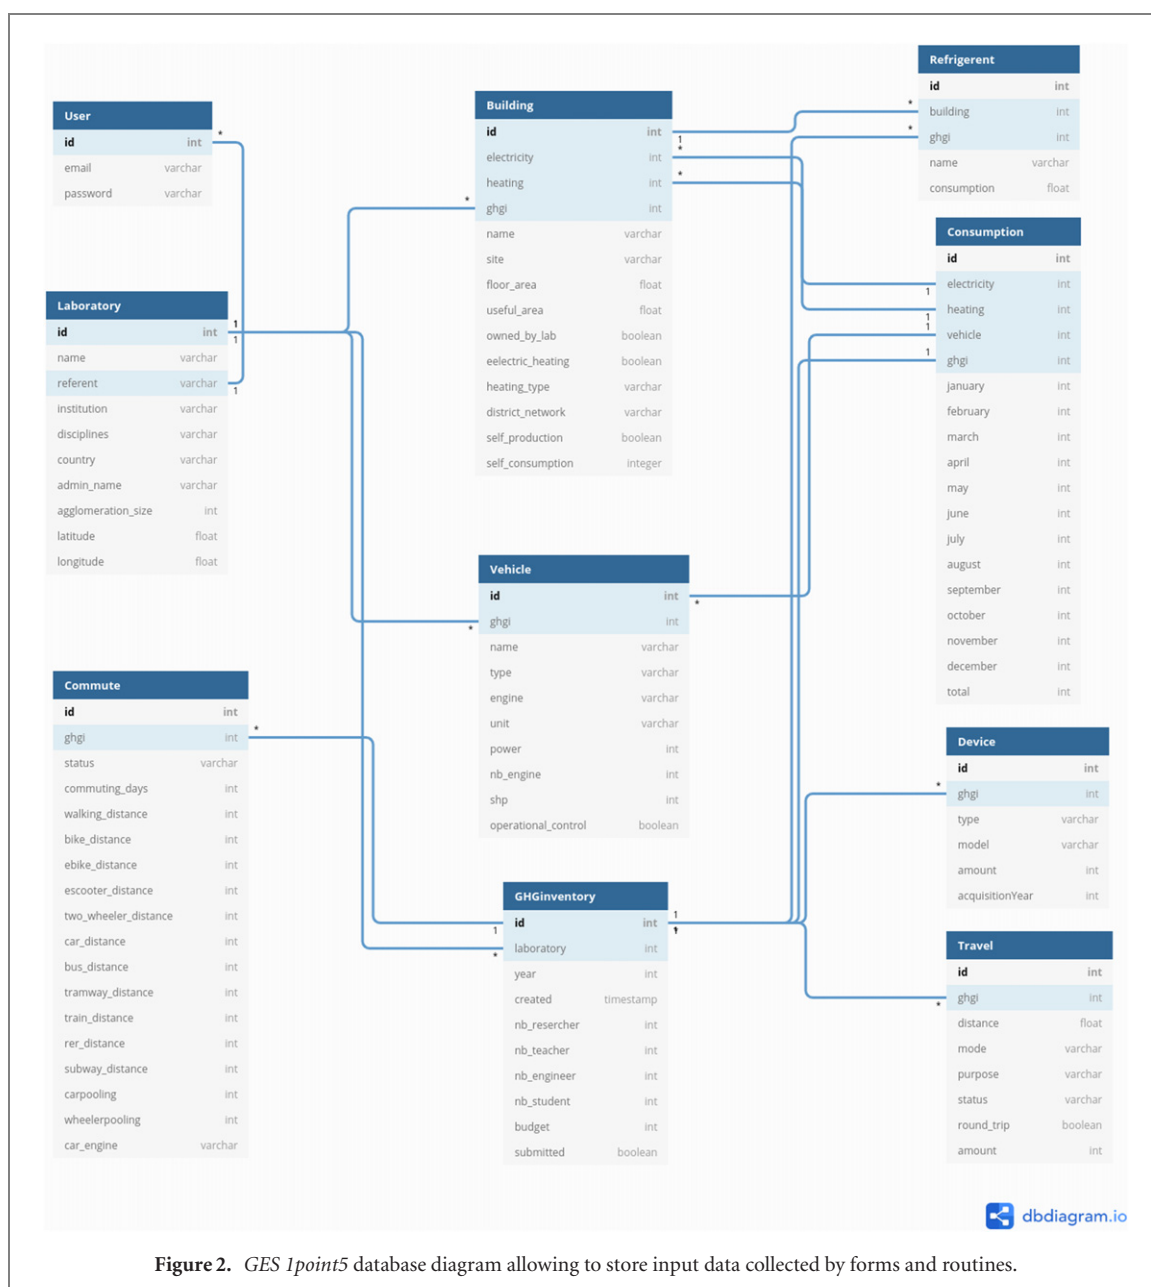 User
id int
email varchar
password varchar
*
Laboratory
id int
name varchar
referent varchar
institution varchar
disciplines varchar
country varchar
admin_name varchar
agglomeration_size int
latitude float
longitude float
1
1
1
Commute
id int
ghgi int
status varchar
commuting_days int
walking_distance int
bike_distance int
ebike_distance int
escooter_distance int
two_wheeler_distance int
car_distance int
bus_distance int
tramway_distance int
train_distance int
rer_distance int
subway_distance int
carpooling int
wheelerpooling int
car_engine varchar
*
Building
id int
electricity int
heating int
ghgi int
name varchar
site varchar
floor_area float
useful_area float
owned_by_lab boolean
eelectric_heating boolean
heating_type varchar
district_network varchar
self_production boolean
self_consumption integer
*
1
*
*
Vehicle
id int
ghgi int
name varchar
type varchar
engine varchar
unit varchar
power int
nb_engine int
shp int
operational_control boolean
*
*
GHGinventory
id int
laboratory int
year int
created timestamp
nb_resercher int
nb_teacher int
nb_engineer int
nb_student int
budget int
submitted boolean
1
*
1
Refrigerent
id int
building int
ghgi int
name varchar
consumption float
*
*
Consumption
id int
electricity int
heating int
vehicle int
ghgi int
january int
february int
march int
april int
may int
june int
july int
august int
september int
october int
november int
december int
total int
1
1
1
1
Device
id int
ghgi int
type varchar
model varchar
amount int
acquisitionYear int
*
Travel
id int
ghgi int
distance float
mode varchar
purpose varchar
status varchar
round_trip boolean
amount int
*
dbdiagram.io
Figure 2. GES 1point5 database diagram allowing to store input data collected by forms and routines.